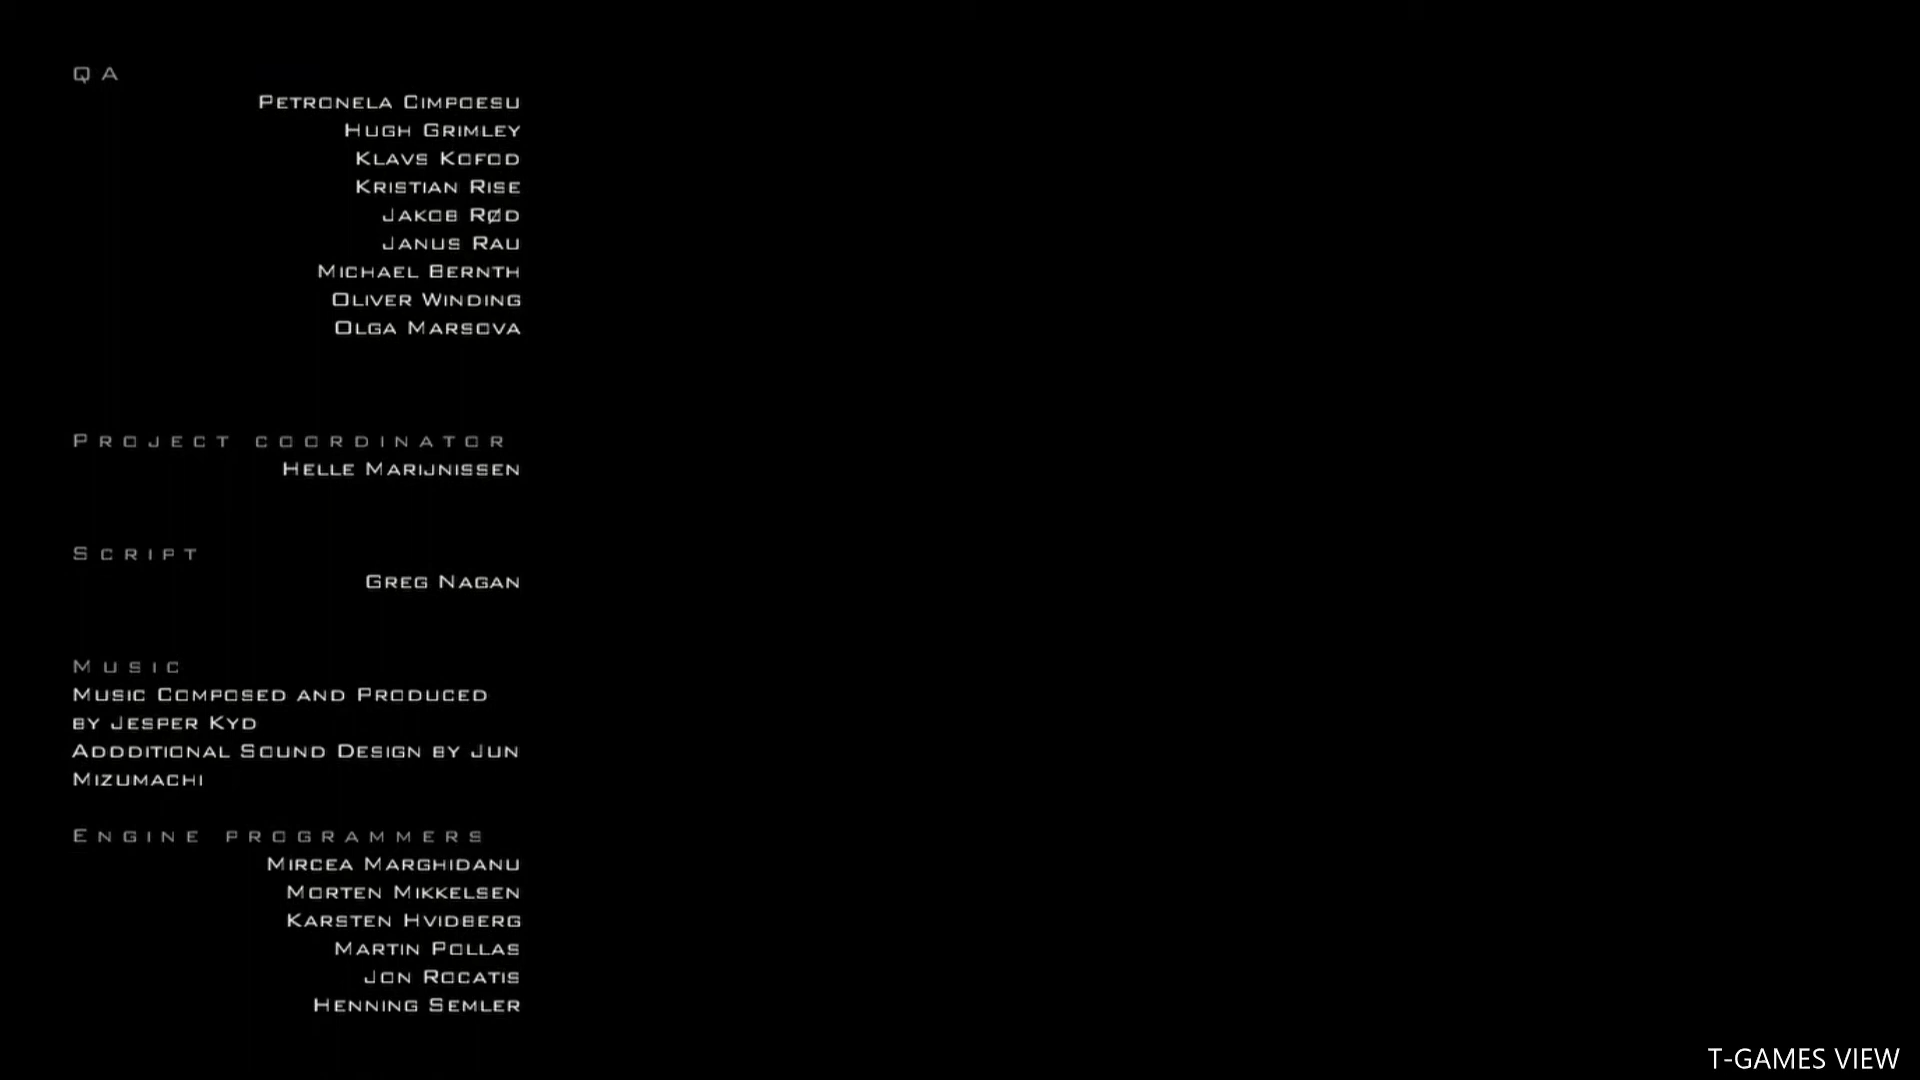 QA
Petronela Cimpoesu
Hugh Grimley
Klavs Kofod
Kristian Rise
Jakob Rød
Janus Rau
Michael Bernth
Oliver Winding
Olga Marsova
Project coordinator
Helle Marijnissen
Script
Greg Nagan
Music
Music Composed and Produced
by Jesper Kyd
Addditional Sound Design by Jun
Mizumachi
Engine programmers
Mircea Marghidanu
Morten Mikkelsen
Karsten Hvidberg
Martin Pollas
Jon Rocatis
Henning Semler
T-GAMES VIEW